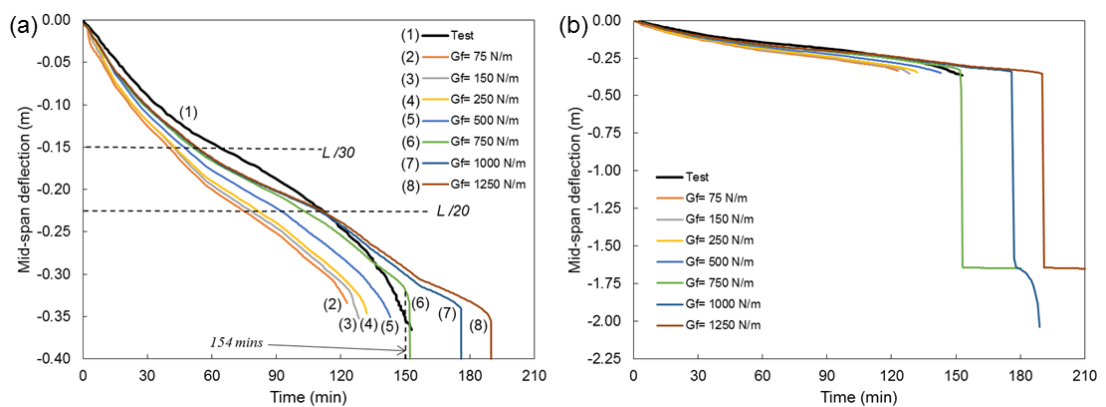 (a)
0.00
-0.05
-0.10
-0.15
-0.20
-0.25
-0.30
-0.35
-0.40
Mid-span deflection (m)
0 30 60 90 120 150 180 210
Time (min)
(1) Test
(2) Gf= 75 N/m
(3) Gf= 150 N/m
(4) Gf= 250 N/m
(5) Gf= 500 N/m
(6) Gf= 750 N/m
(7) Gf= 1000 N/m
(8) Gf= 1250 N/m
(1)
L /30
L /20
(2)
(3)
(4)
(5)
(6)
(7)
(8)
154 mins
(b)
0.00
-0.25
-0.50
-0.75
-1.00
-1.25
-1.50
-1.75
-2.00
-2.25
Mid-span deflection (m)
0 30 60 90 120 150 180 210
Time (min)
Test
Gf= 75 N/m
Gf= 150 N/m
Gf= 250 N/m
Gf= 500 N/m
Gf= 750 N/m
Gf= 1000 N/m
Gf= 1250 N/m